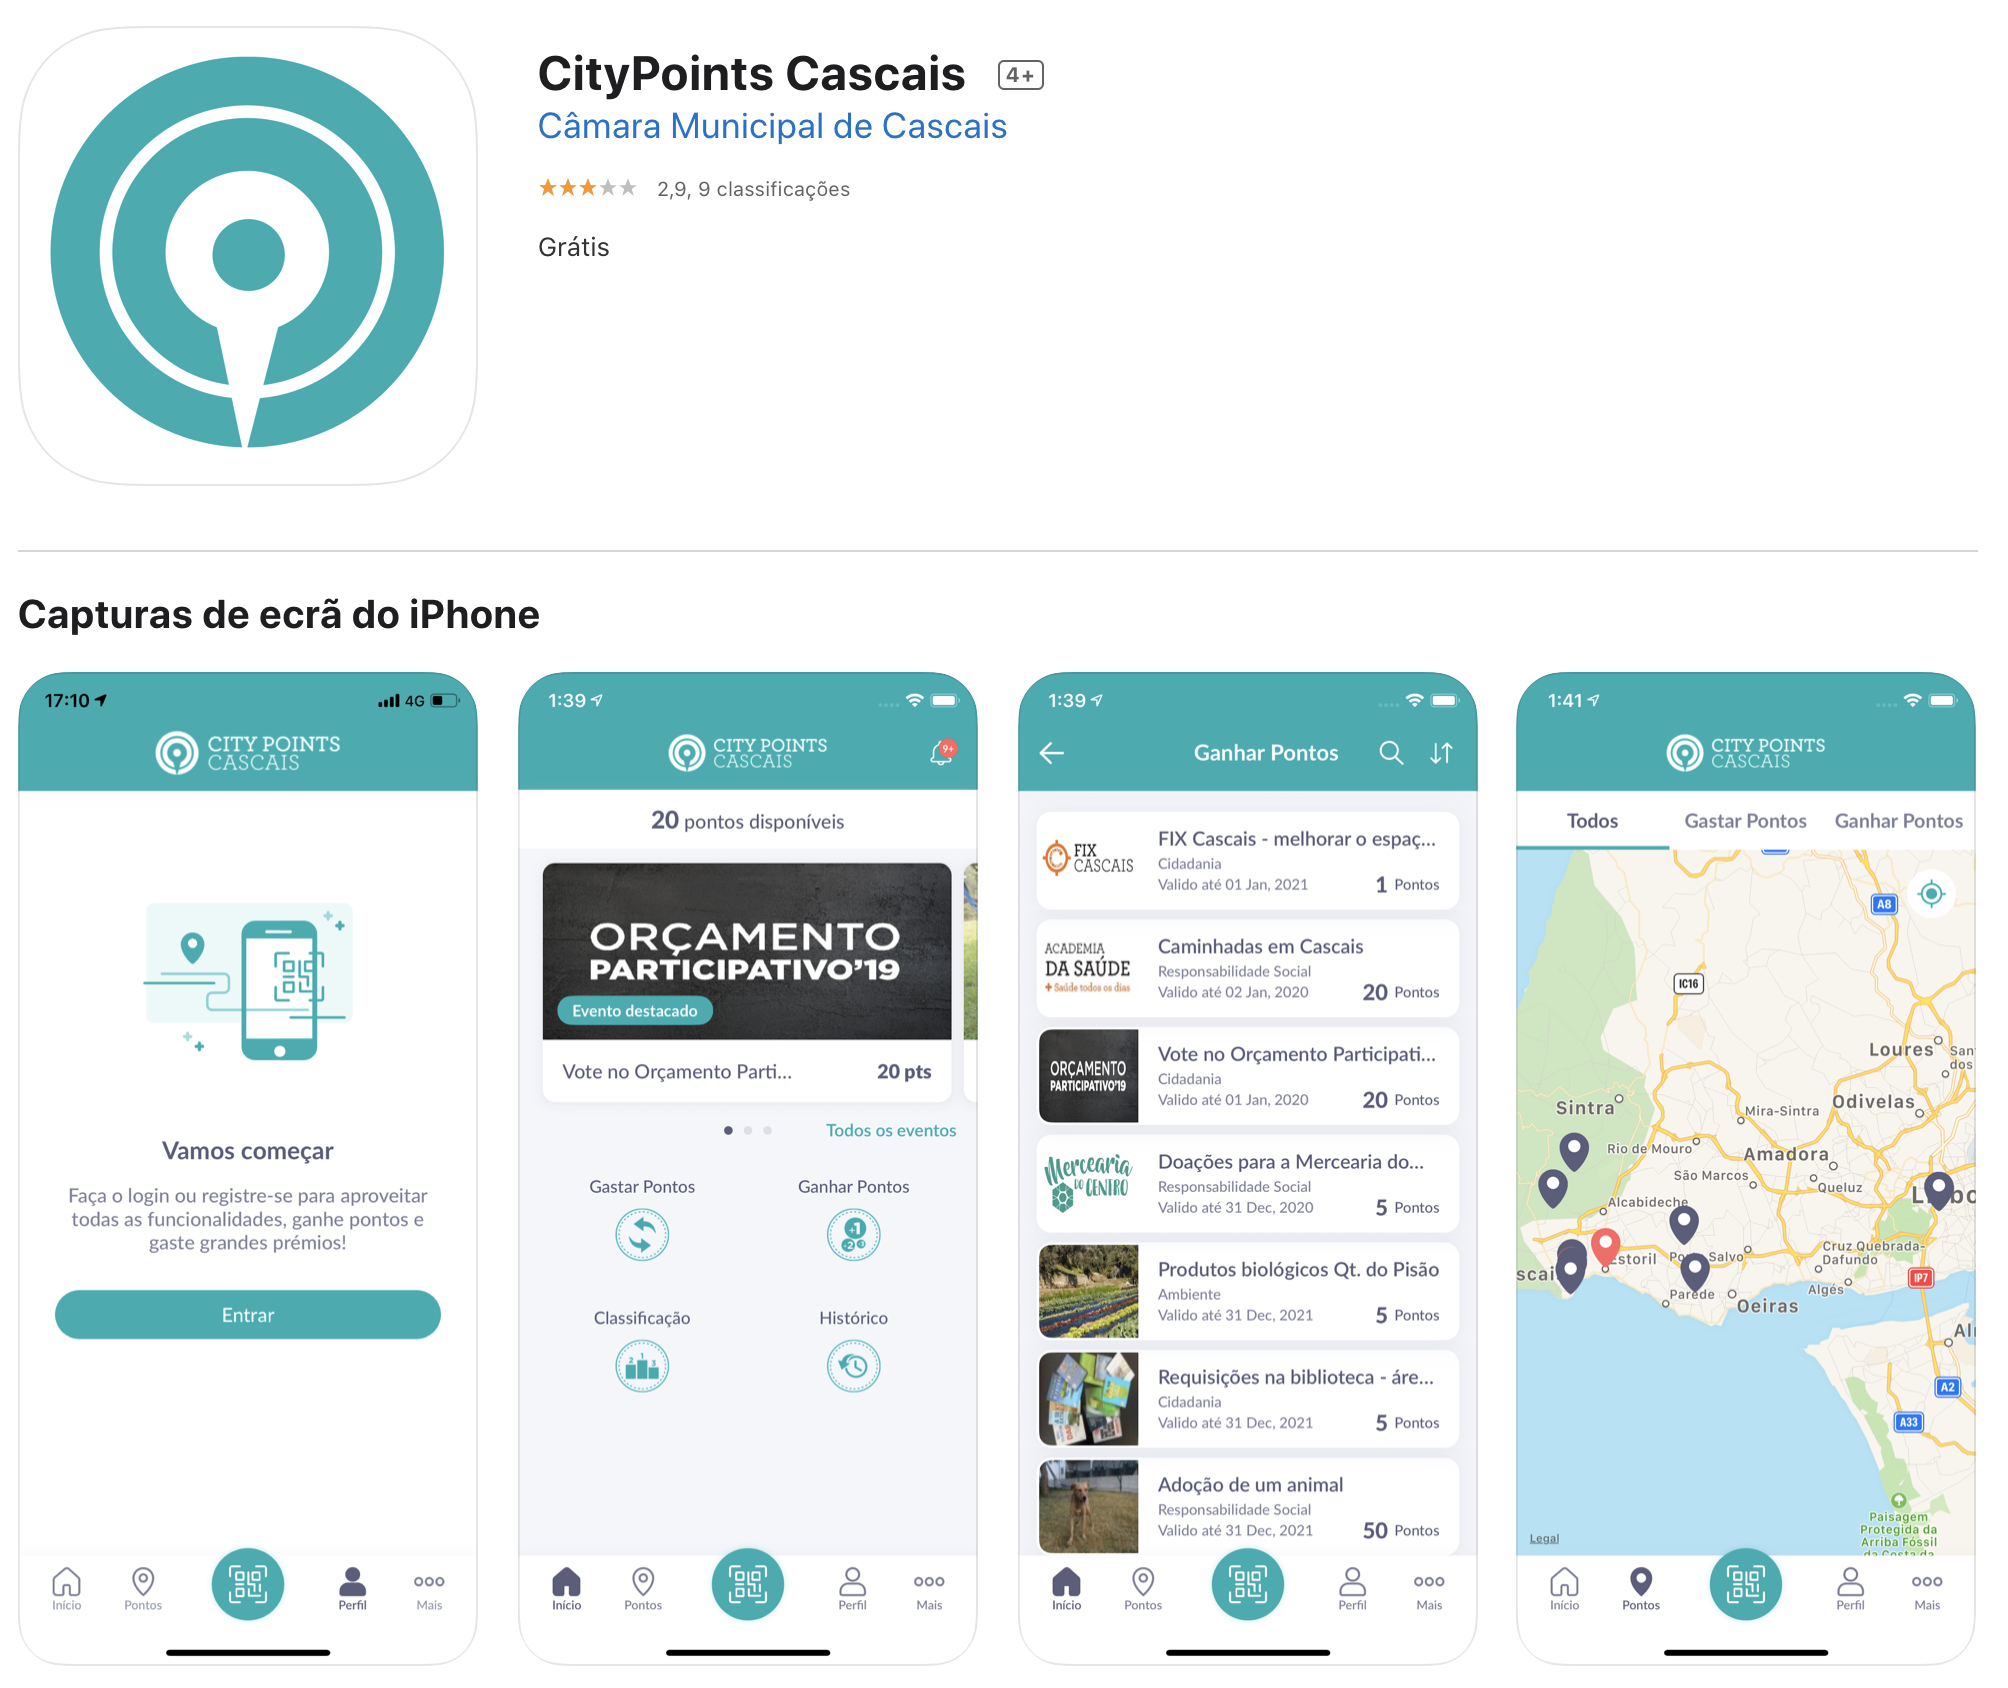 CityPoints Cascais 4+
Câmara Municipal de Cascais
2,9, 9 classificações
Grátis
Capturas de ecrã do iPhone
17:10 4G
CITY POINTS
CASCAIS
Vamos começar
Faça o login ou registre-se para aproveitar
todas as funcionalidades, ganhe pontos e
gaste grandes prémios!
Entrar
Início Pontos Perfil Mais
1:39
CITY POINTS
CASCAIS
9+
20 pontos disponíveis
ORÇAMENTO
PARTICIPATIVO'19
Evento destacado
Vote no Orçamento Parti... 20 pts
Todos os eventos
Gastar Pontos Ganhar Pontos
+1
+2 +3
Classificação Histórico
2 1 3
Início Pontos Perfil Mais
1:39
Ganhar Pontos
FIX
CASCAIS
FIX Cascais - melhorar o espaç...
Cidadania
Valido até 01 Jan, 2021 1 Pontos
ACADEMIA
DA SAÚDE
+ Saúde todos os dias
Caminhadas em Cascais
Responsabilidade Social
Valido até 02 Jan, 2020 20 Pontos
ORÇAMENTO
PARTICIPATIVO'19
Vote no Orçamento Participati...
Cidadania
Valido até 01 Jan, 2020 20 Pontos
Mercearia
DO CENTRO
Doações para a Mercearia do...
Responsabilidade Social
Valido até 31 Dec, 2020 5 Pontos
Produtos biológicos Qt. do Pisão
Ambiente
Valido até 31 Dec, 2021 5 Pontos
Requisições na biblioteca - áre...
Cidadania
Valido até 31 Dec, 2021 5 Pontos
Adoção de um animal
Responsabilidade Social
Valido até 31 Dec, 2021 50 Pontos
Início Pontos Perfil Mais
1:41
CITY POINTS
CASCAIS
Todos Gastar Pontos Ganhar Pontos
A8
IC16
Loures
San
dos
Sintra
Mira-Sintra
Odivelas
Rio de Mouro
Amadora
São Marcos
Queluz
Alcabideche
Estoril
Salvo
Cruz Quebrada-
Dafundo
IP7
Algés
Parede
Oeiras
A2
A33
Paisagem
Protegida da
Arriba Fóssil
da Costa da
Legal
Início Pontos Perfil Mais